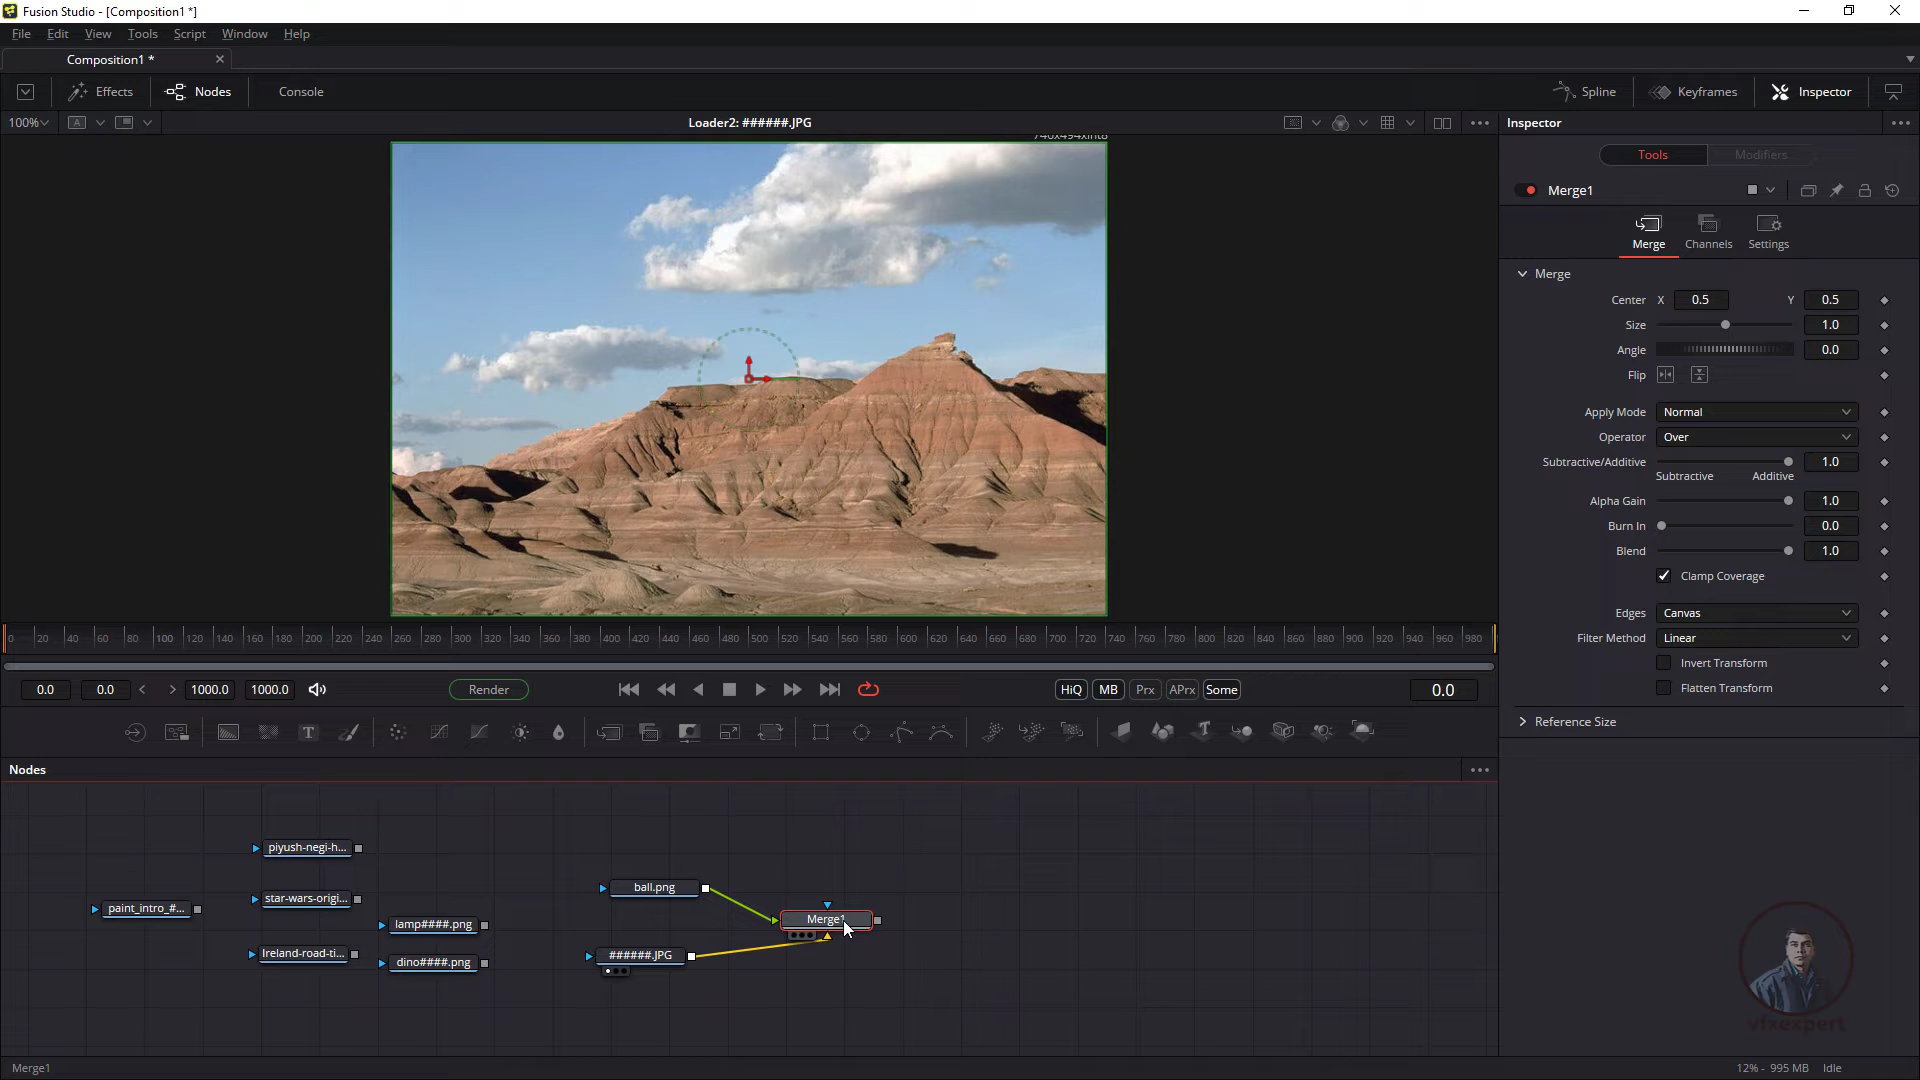 Fusion Studio - [Composition1 *]
File Edit View Tools Script Window Help
Composition1 *
Effects Nodes Console Spline Keyframes Inspector
100% A Loader2: ######.JPG Inspector
740x494xint8
Tools Modifiers
Merge1
Merge Channels Settings
Merge
Center X 0.5 Y 0.5
Size 1.0
Angle 0.0
Flip
Apply Mode Normal
Operator Over
Subtractive/Additive 1.0
Subtractive Additive
Alpha Gain 1.0
Burn In 0.0
Blend 1.0
Clamp Coverage
Edges Canvas
Filter Method Linear
Invert Transform
Flatten Transform
Reference Size
0 20 40 60 80 100 120 140 160 180 200 220 240 260 280 300 320 340 360 380 400 420 440 460 480 500 520 540 560 580 600 620 640 660 680 700 720 740 760 780 800 820 840 860 880 900 920 940 960 980
0.0 0.0 1000.0 1000.0 Render HiQ MB Prx APrx Some 0.0
Nodes
piyush-negi-h...
ball.png
star-wars-origi...
paint_intro_#...
Merge1
lamp####.png
Ireland-road-ti...
######.JPG
dino####.png
vfxexpert
Merge1 12% - 995 MB Idle